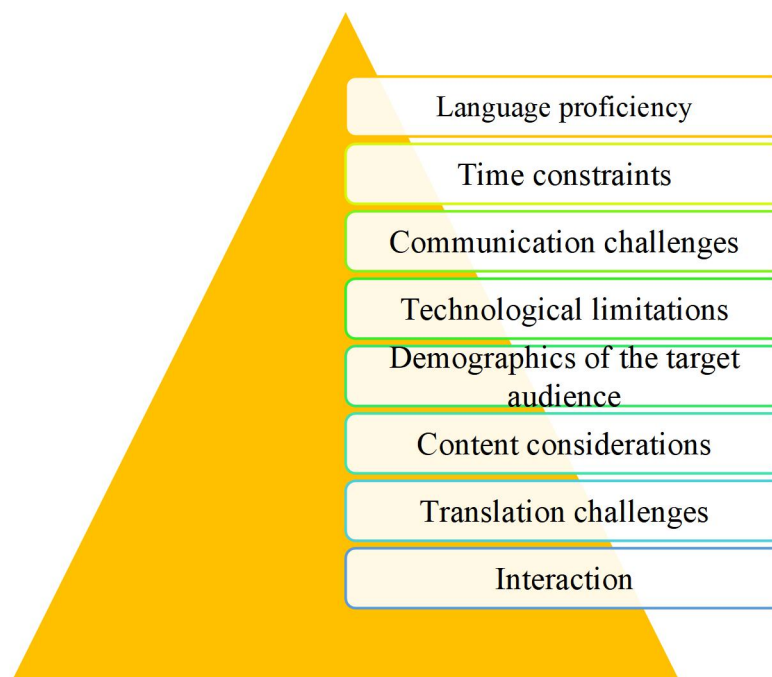 Language proficiency
Time constraints
Communication challenges
Technological limitations
Demographics of the target
audience
Content considerations
Translation challenges
Interaction